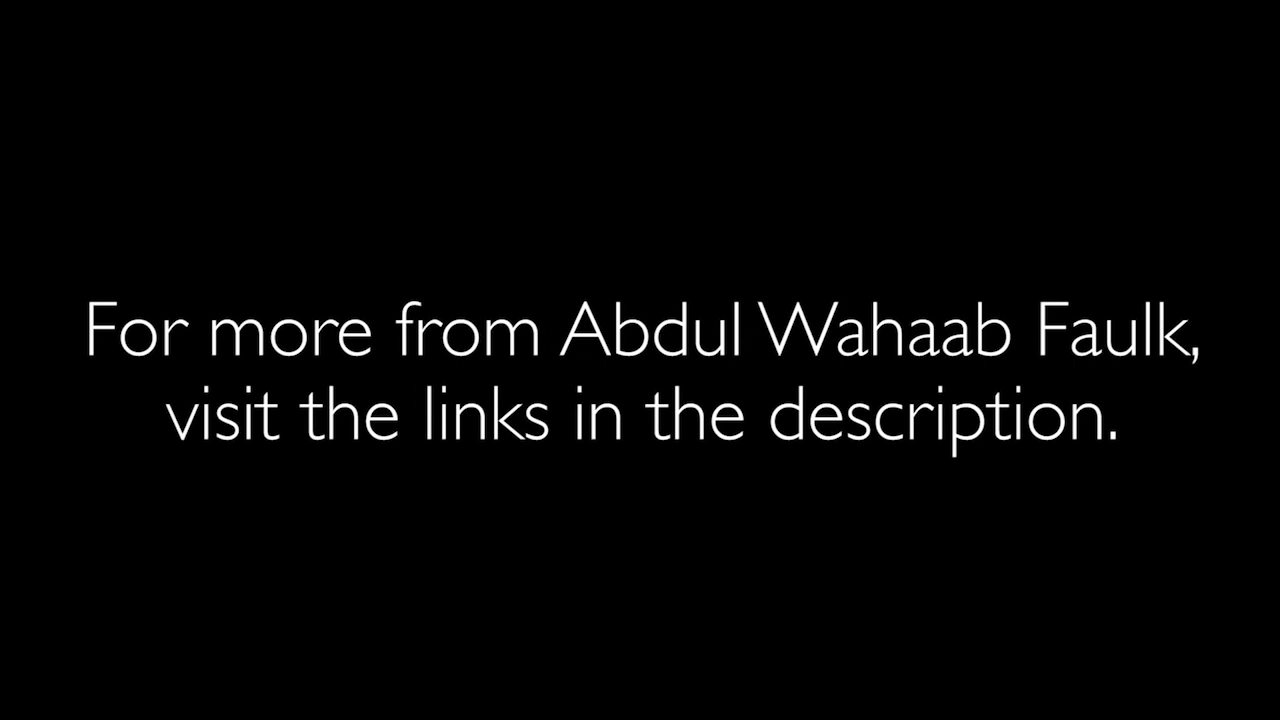 For more from Abdul Wahaab Faulk,
visit the links in the description.